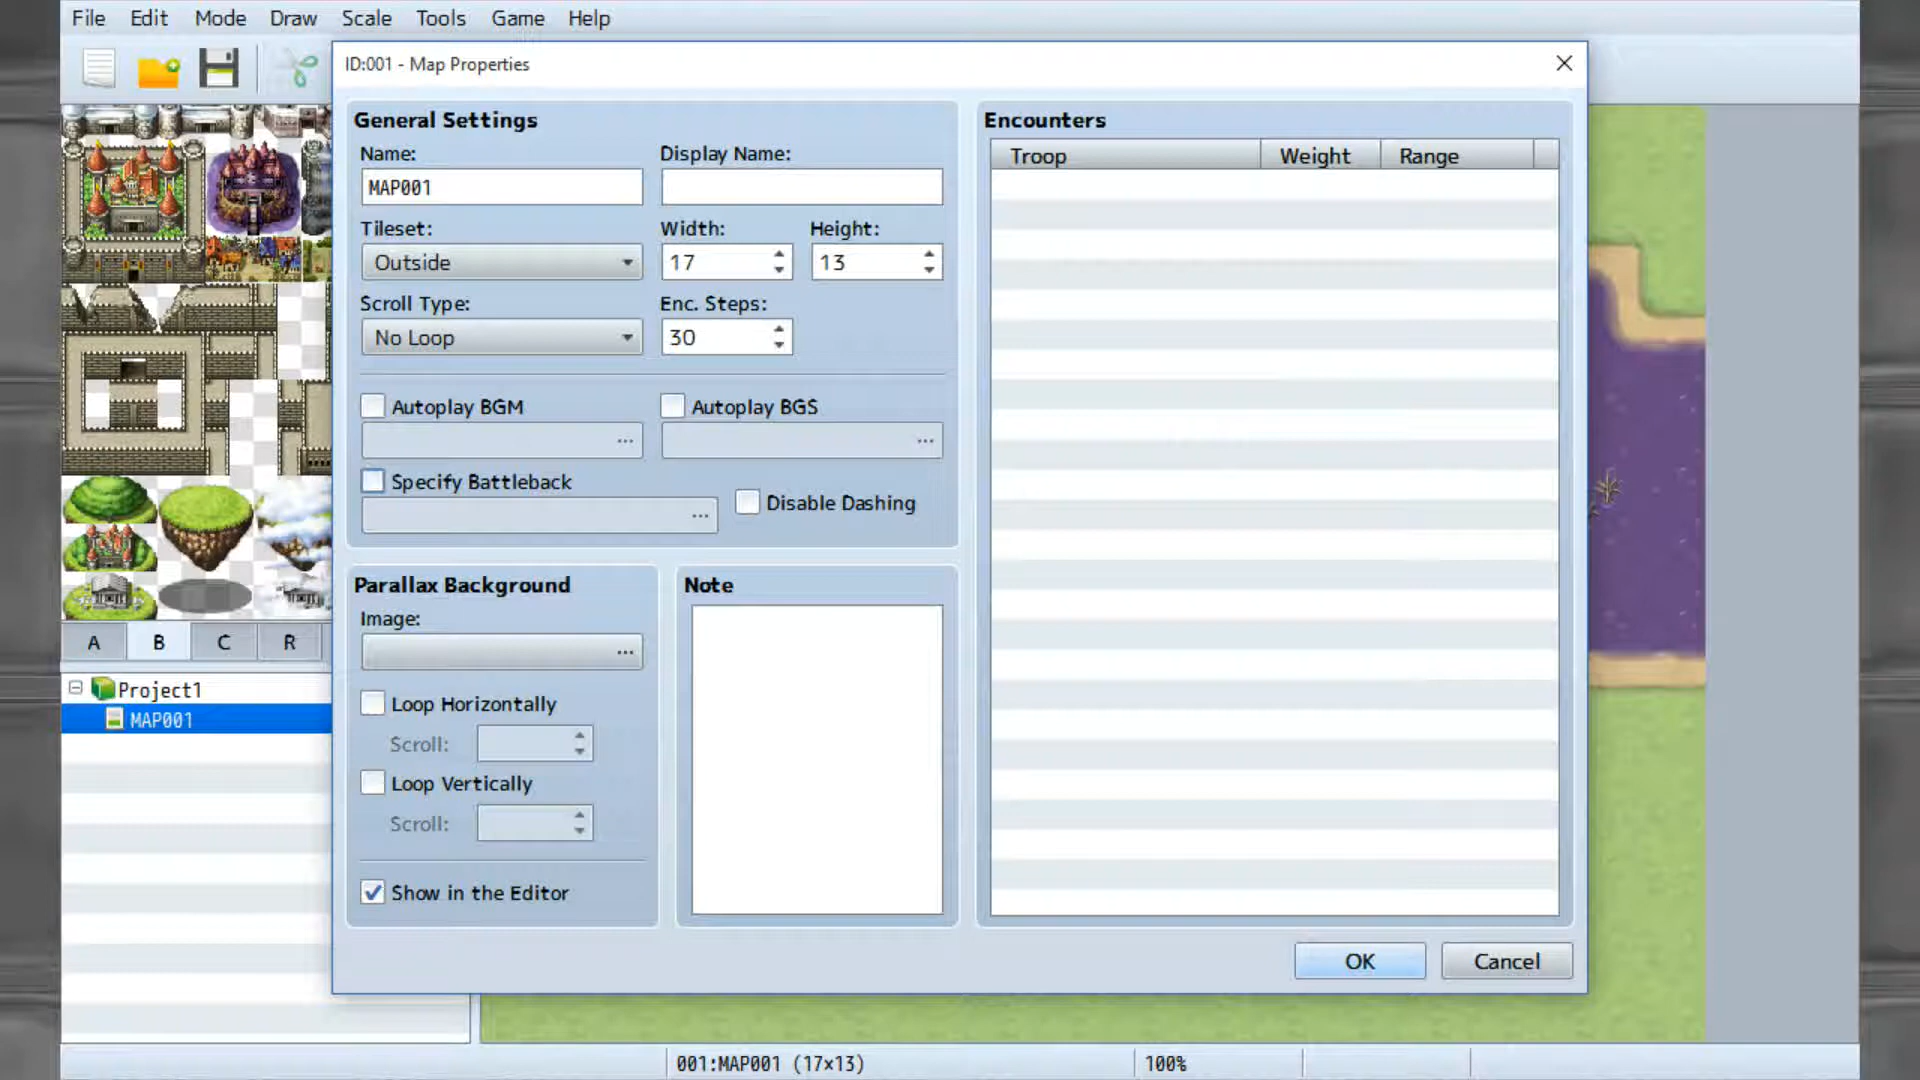 File Edit Mode Draw Scale Tools Game Help
ID:001 - Map Properties
General Settings
Name:
Display Name:
MAP001
Tileset:
Width:
Height:
Outside
17
13
Scroll Type:
Enc. Steps:
No Loop
30
Autoplay BGM
Autoplay BGS
...
...
Specify Battleback
...
Disable Dashing
Parallax Background
Image:
...
Loop Horizontally
Scroll:
Loop Vertically
Scroll:
Show in the Editor
Note
Encounters
Troop Weight Range
OK
Cancel
A B C R
Project1
MAP001
001:MAP001 (17×13)
100%